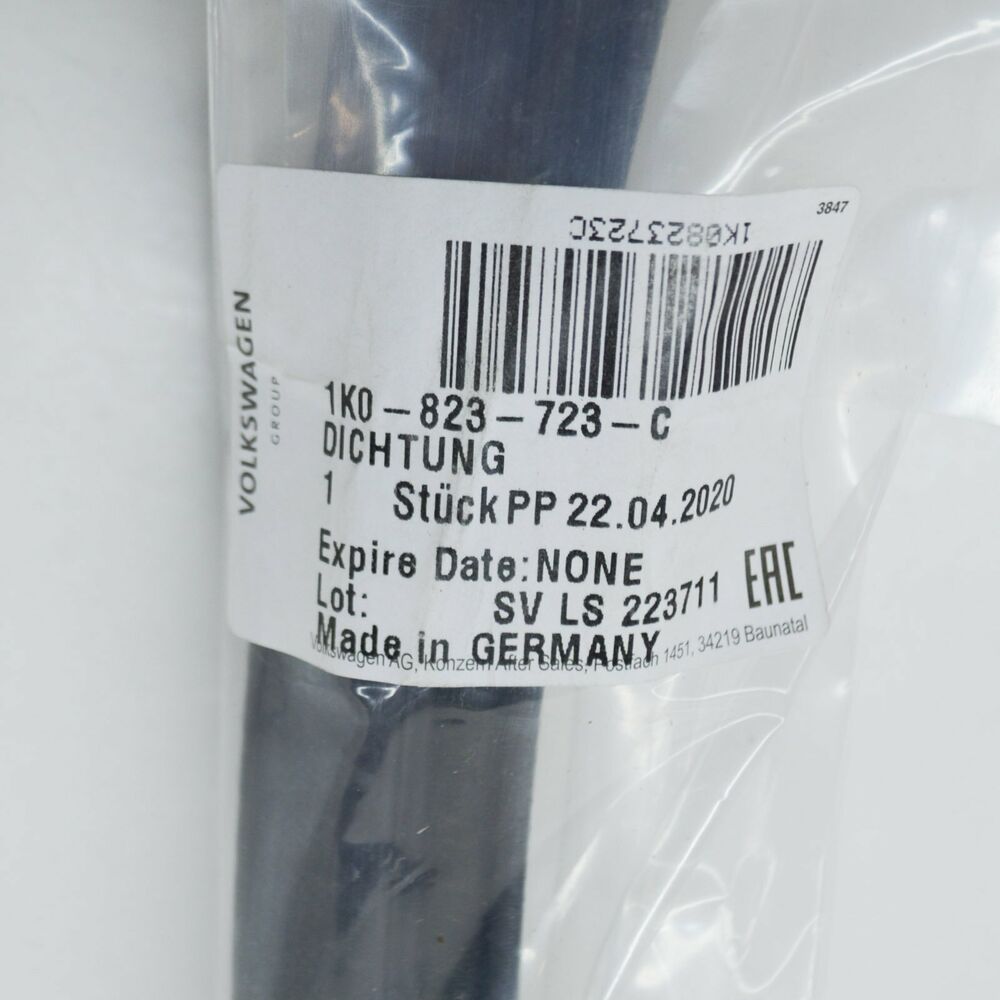 3847
1K0823723C
VOLKSWAGEN
GROUP
1K0-823-723-C
DICHTUNG
1 Stück PP 22.04.2020
Expire Date: NONE
Lot: SV LS 223711
EAC
Made in GERMANY
Volkswagen AG, Konzern After Sales, Postfach 1451, 34219 Baunatal